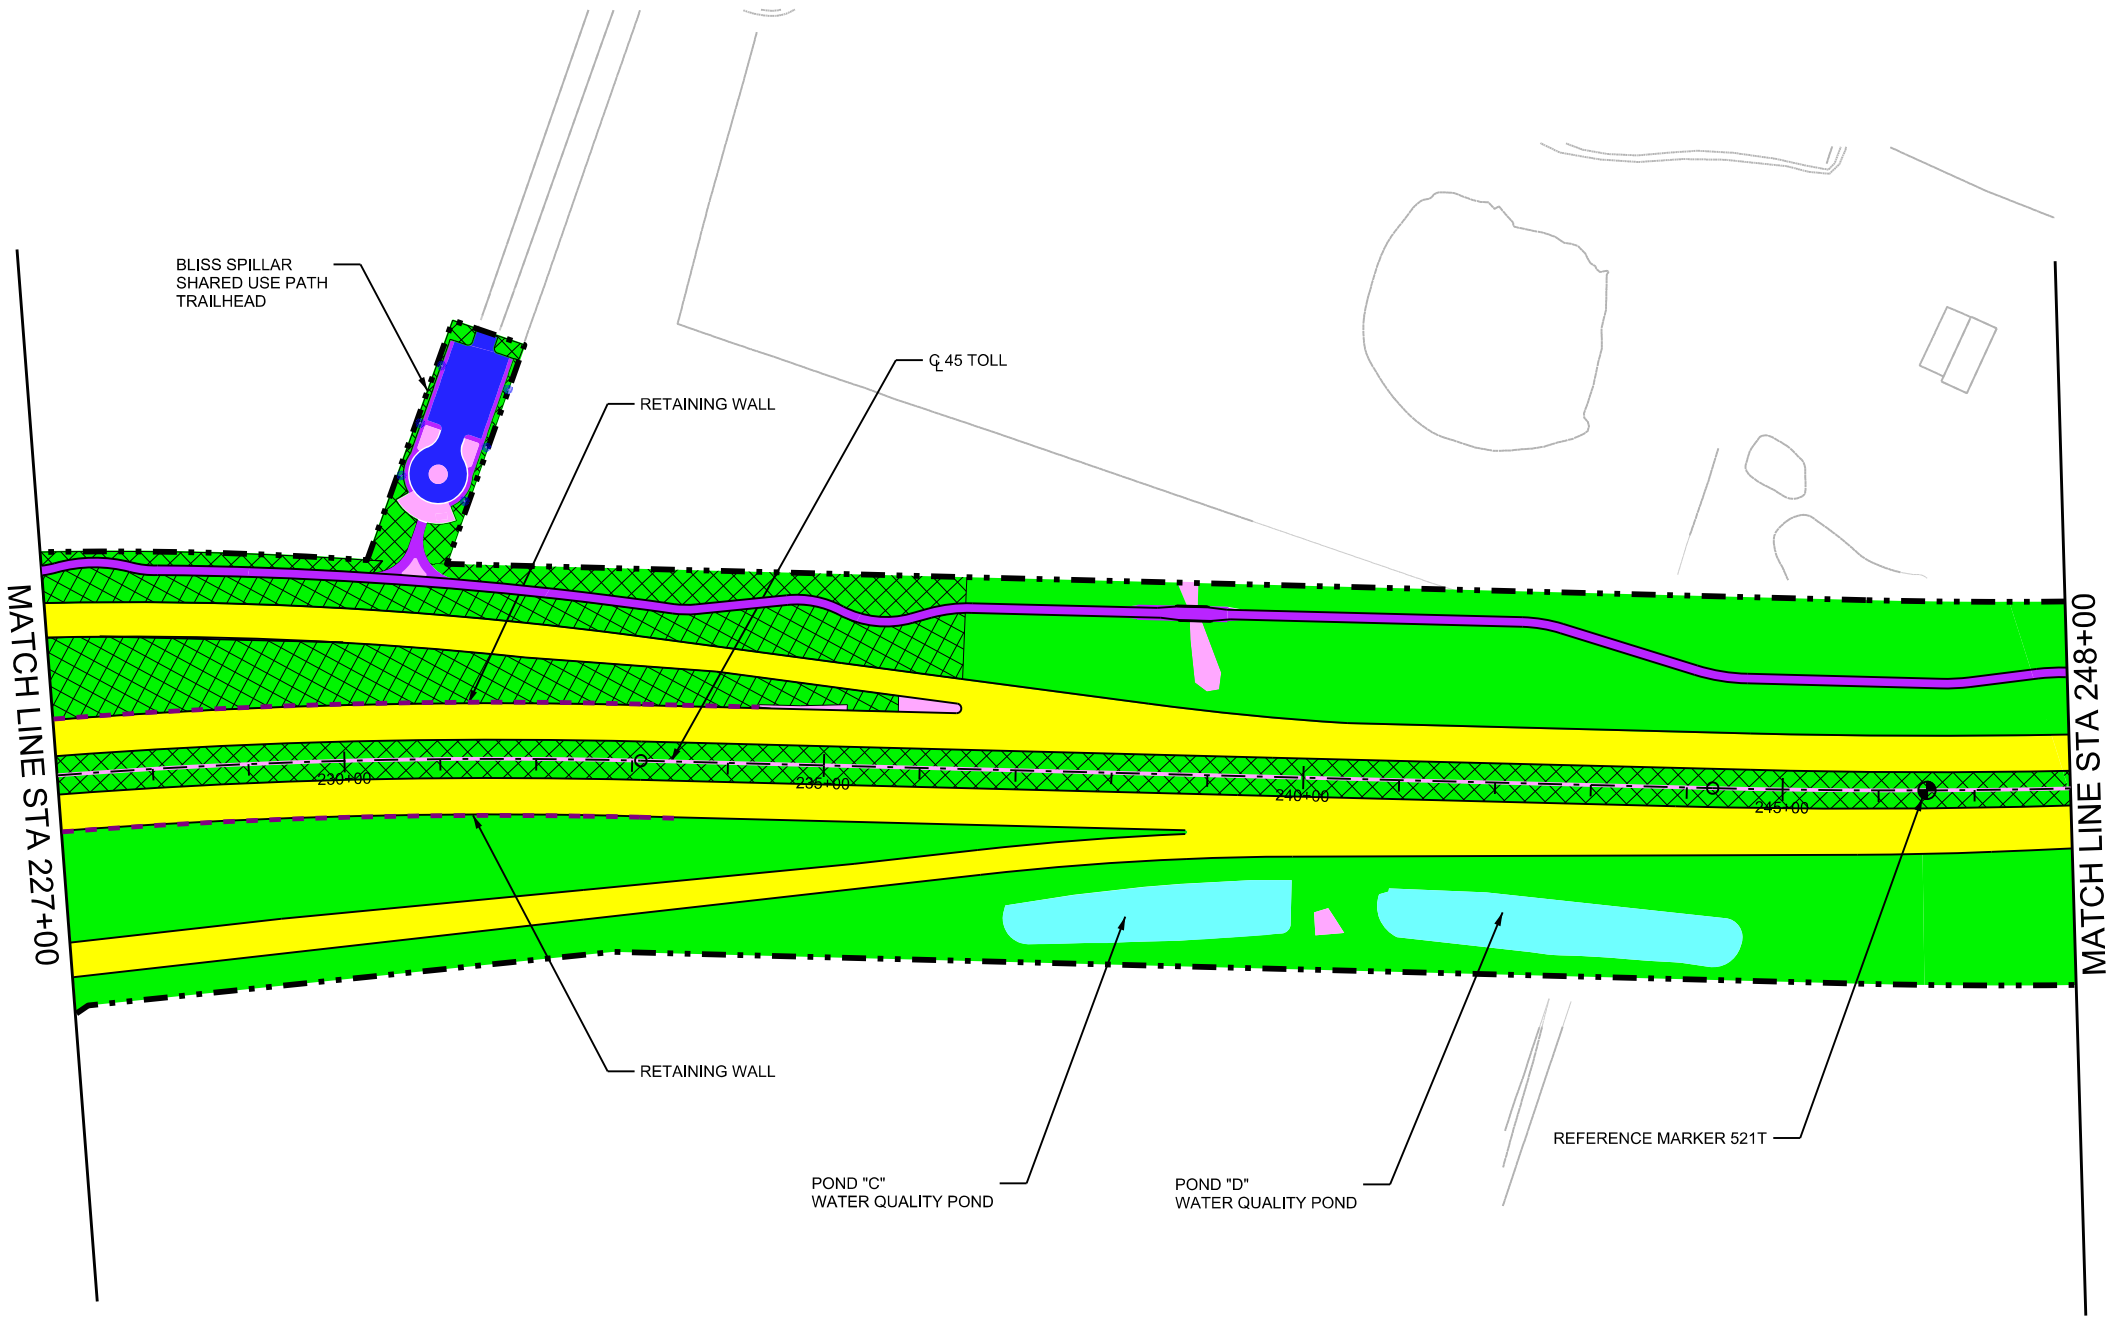 BLISS SPILLAR
SHARED USE PATH
TRAILHEAD
℄ 45 TOLL
RETAINING WALL
MATCH LINE STA 227+00
MATCH LINE STA 248+00
230+00
235+00
240+00
245+00
RETAINING WALL
REFERENCE MARKER 521T
POND "C"
WATER QUALITY POND
POND "D"
WATER QUALITY POND